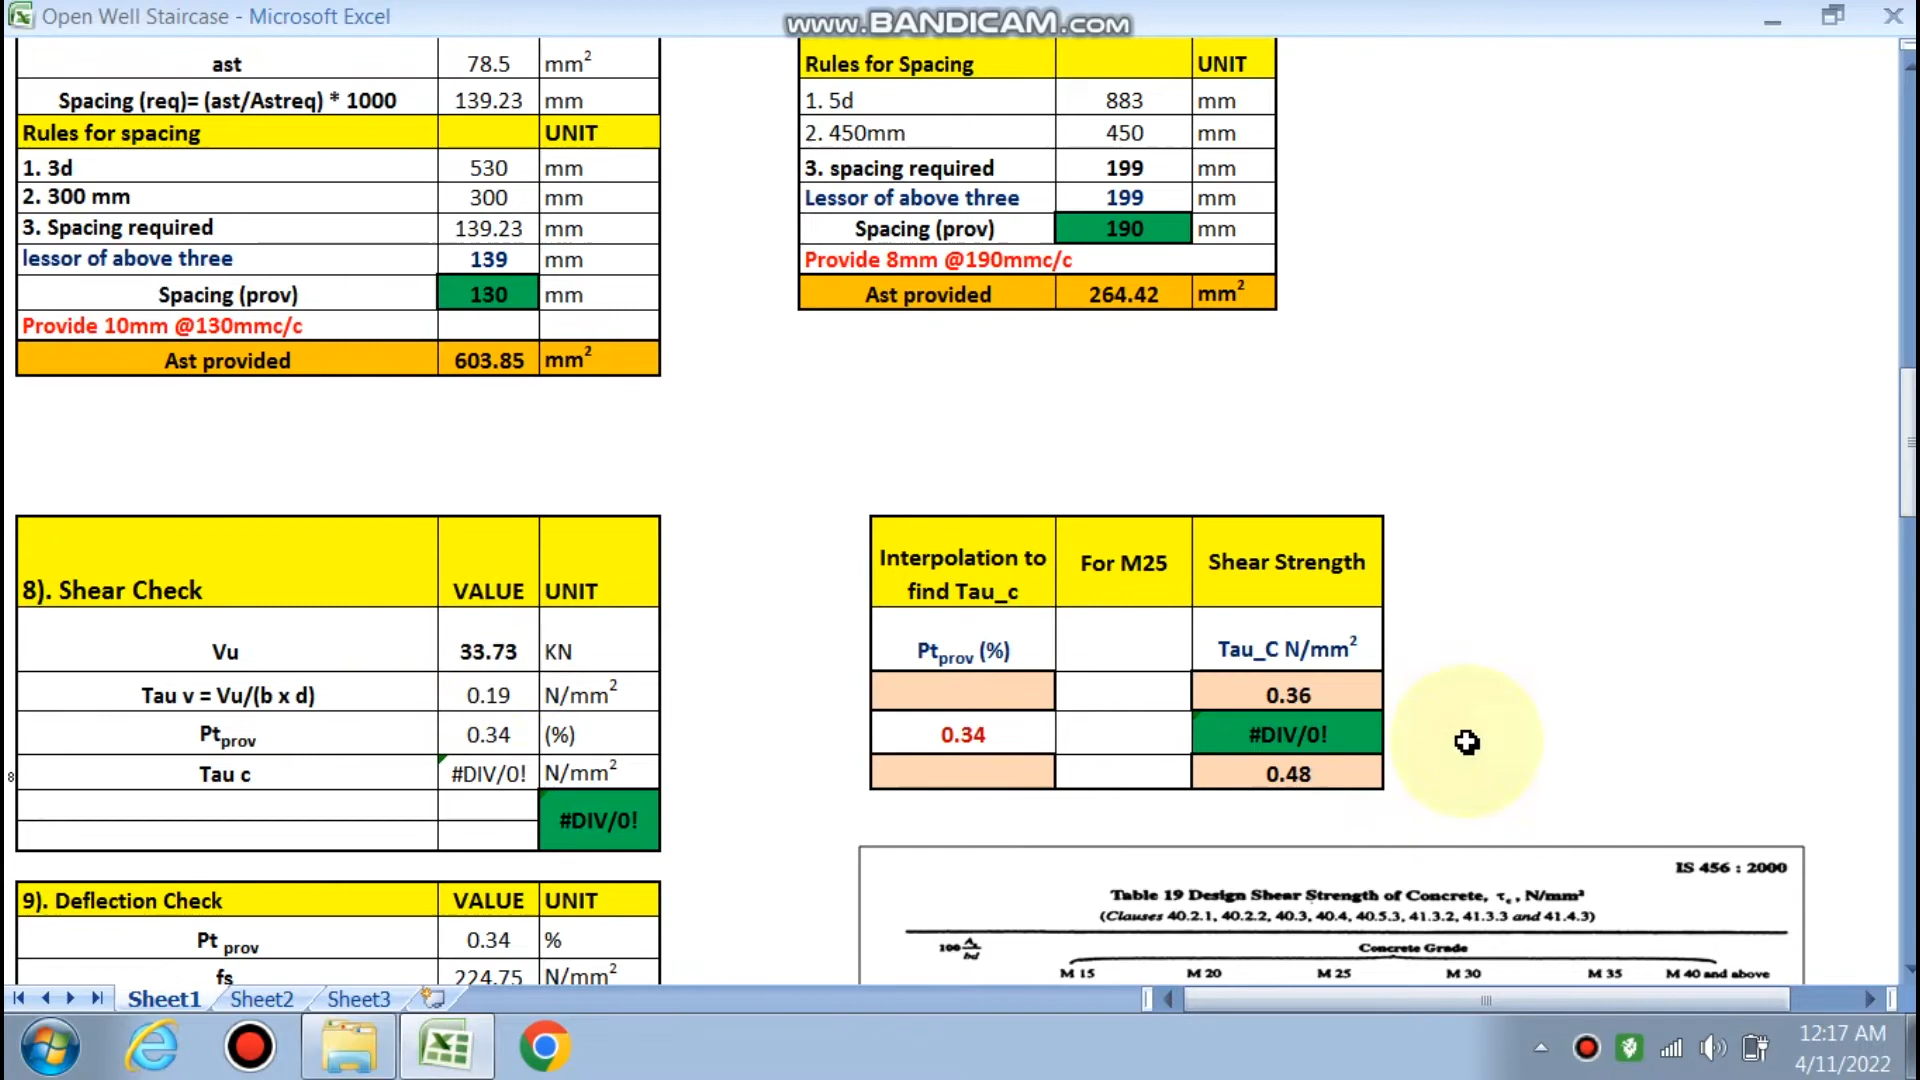 Open Well Staircase - Microsoft Excel
www.BANDICAM.com
ast 78.5 mm²
Spacing (req)= (ast/Astreq) * 1000 139.23 mm
Rules for spacing UNIT
1. 3d 530 mm
2. 300 mm 300 mm
3. Spacing required 139.23 mm
lessor of above three 139 mm
Spacing (prov) 130 mm
Provide 10mm @130mmc/c
Ast provided 603.85 mm²
Rules for Spacing UNIT
1. 5d 883 mm
2. 450mm 450 mm
3. spacing required 199 mm
Lessor of above three 199 mm
Spacing (prov) 190 mm
Provide 8mm @190mmc/c
Ast provided 264.42 mm²
8). Shear Check VALUE UNIT
Vu 33.73 KN
Tau v = Vu/(b x d) 0.19 N/mm²
Ptprov 0.34 (%)
Tau c #DIV/0! N/mm²
#DIV/0!
8
Interpolation to find Tau_c For M25 Shear Strength
Ptprov (%) Tau_C N/mm²
0.36
0.34 #DIV/0!
0.48
9). Deflection Check VALUE UNIT
Pt prov 0.34 %
fs 224.75 N/mm²
IS 456 : 2000
Table 19 Design Shear Strength of Concrete, τc, N/mm²
(Clauses 40.2.1, 40.2.2, 40.3, 40.4, 40.5.3, 41.3.2, 41.3.3 and 41.4.3)
100 As/bd Concrete Grade
M 15 M 20 M 25 M 30 M 35 M 40 and above
Sheet1 Sheet2 Sheet3
12:17 AM
4/11/2022